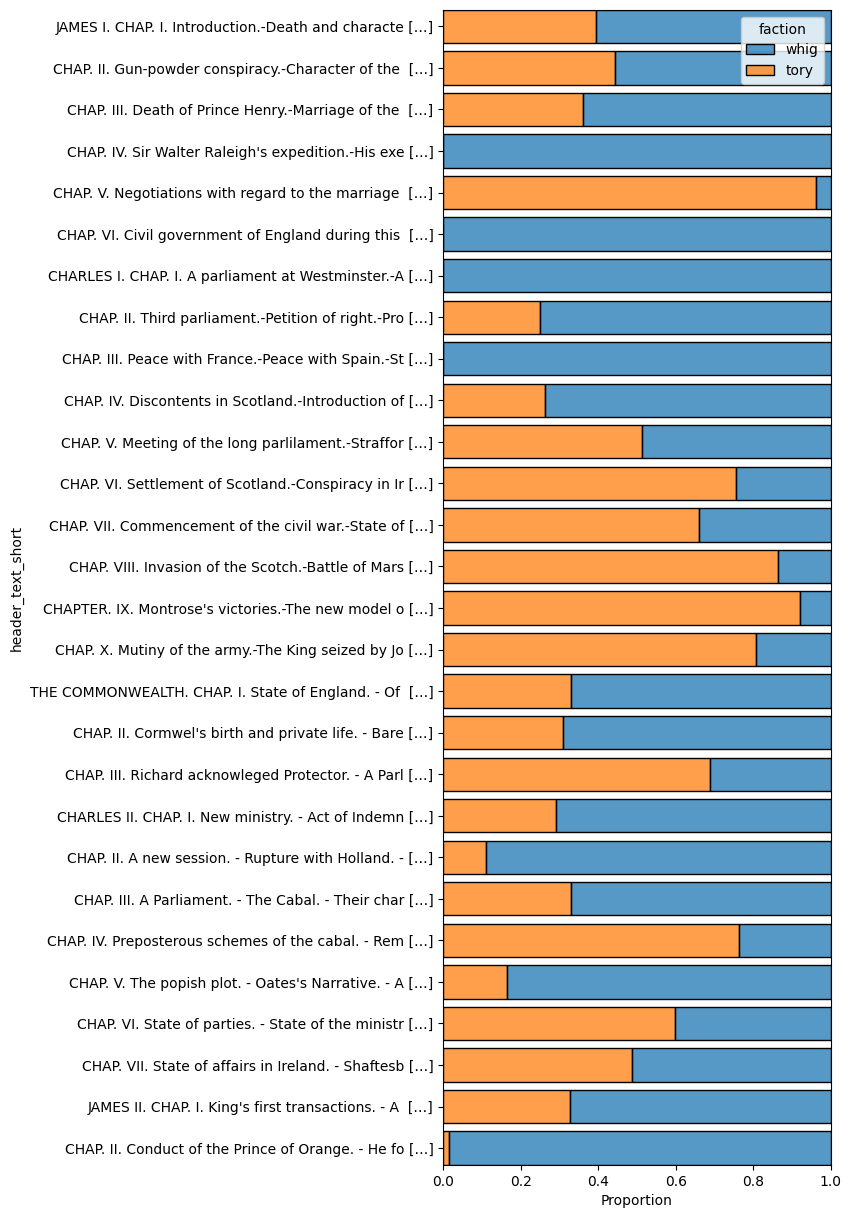 JAMES I. CHAP. I. Introduction.-Death and characte [...]
CHAP. II. Gun-powder conspiracy.-Character of the  [...]
CHAP. III. Death of Prince Henry.-Marriage of the  [...]
CHAP. IV. Sir Walter Raleigh's expedition.-His exe [...]
CHAP. V. Negotiations with regard to the marriage  [...]
CHAP. VI. Civil government of England during this  [...]
CHARLES I. CHAP. I. A parliament at Westminster.-A [...]
CHAP. II. Third parliament.-Petition of right.-Pro [...]
CHAP. III. Peace with France.-Peace with Spain.-St [...]
CHAP. IV. Discontents in Scotland.-Introduction of [...]
CHAP. V. Meeting of the long parlilament.-Straffor [...]
CHAP. VI. Settlement of Scotland.-Conspiracy in Ir [...]
CHAP. VII. Commencement of the civil war.-State of [...]
CHAP. VIII. Invasion of the Scotch.-Battle of Mars [...]
CHAPTER. IX. Montrose's victories.-The new model o [...]
CHAP. X. Mutiny of the army.-The King seized by Jo [...]
THE COMMONWEALTH. CHAP. I. State of England. - Of  [...]
CHAP. II. Cormwel's birth and private life. - Bare [...]
CHAP. III. Richard acknowleged Protector. - A Parl [...]
CHARLES II. CHAP. I. New ministry. - Act of Indemn [...]
CHAP. II. A new session. - Rupture with Holland. - [...]
CHAP. III. A Parliament. - The Cabal. - Their char [...]
CHAP. IV. Preposterous schemes of the cabal. - Rem [...]
CHAP. V. The popish plot. - Oates's Narrative. - A [...]
CHAP. VI. State of parties. - State of the ministr [...]
CHAP. VII. State of affairs in Ireland. - Shaftesb [...]
JAMES II. CHAP. I. King's first transactions. - A  [...]
CHAP. II. Conduct of the Prince of Orange. - He fo [...]
header_text_short
faction
whig
tory
0.0 0.2 0.4 0.6 0.8 1.0
Proportion